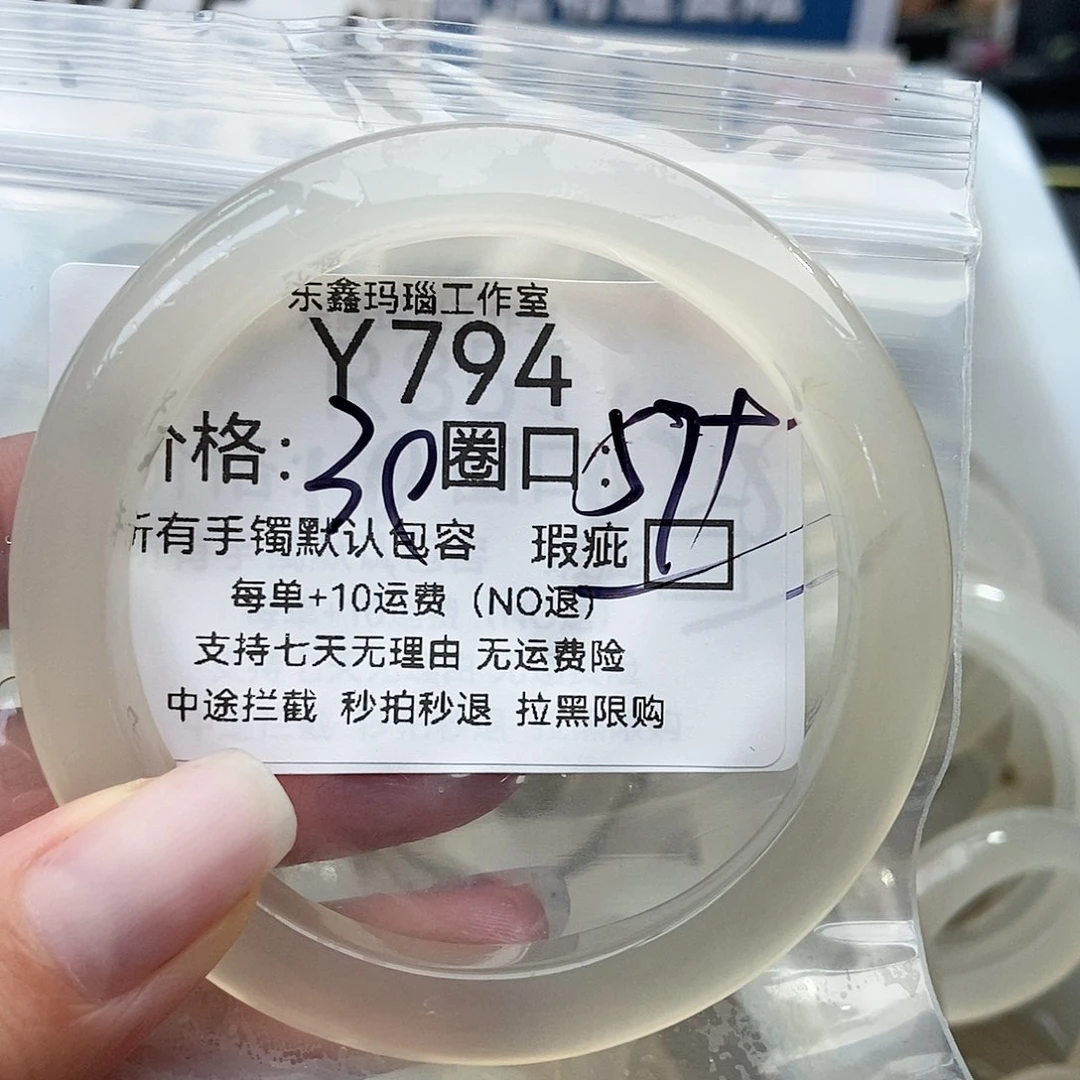 东鑫玛瑙工作室
Y794
价格: 30 圈口: 57+
所有手镯默认包容 瑕疵
每单+10运费（NO退）
支持七天无理由 无运费险
中途拦截 秒拍秒退 拉黑限购